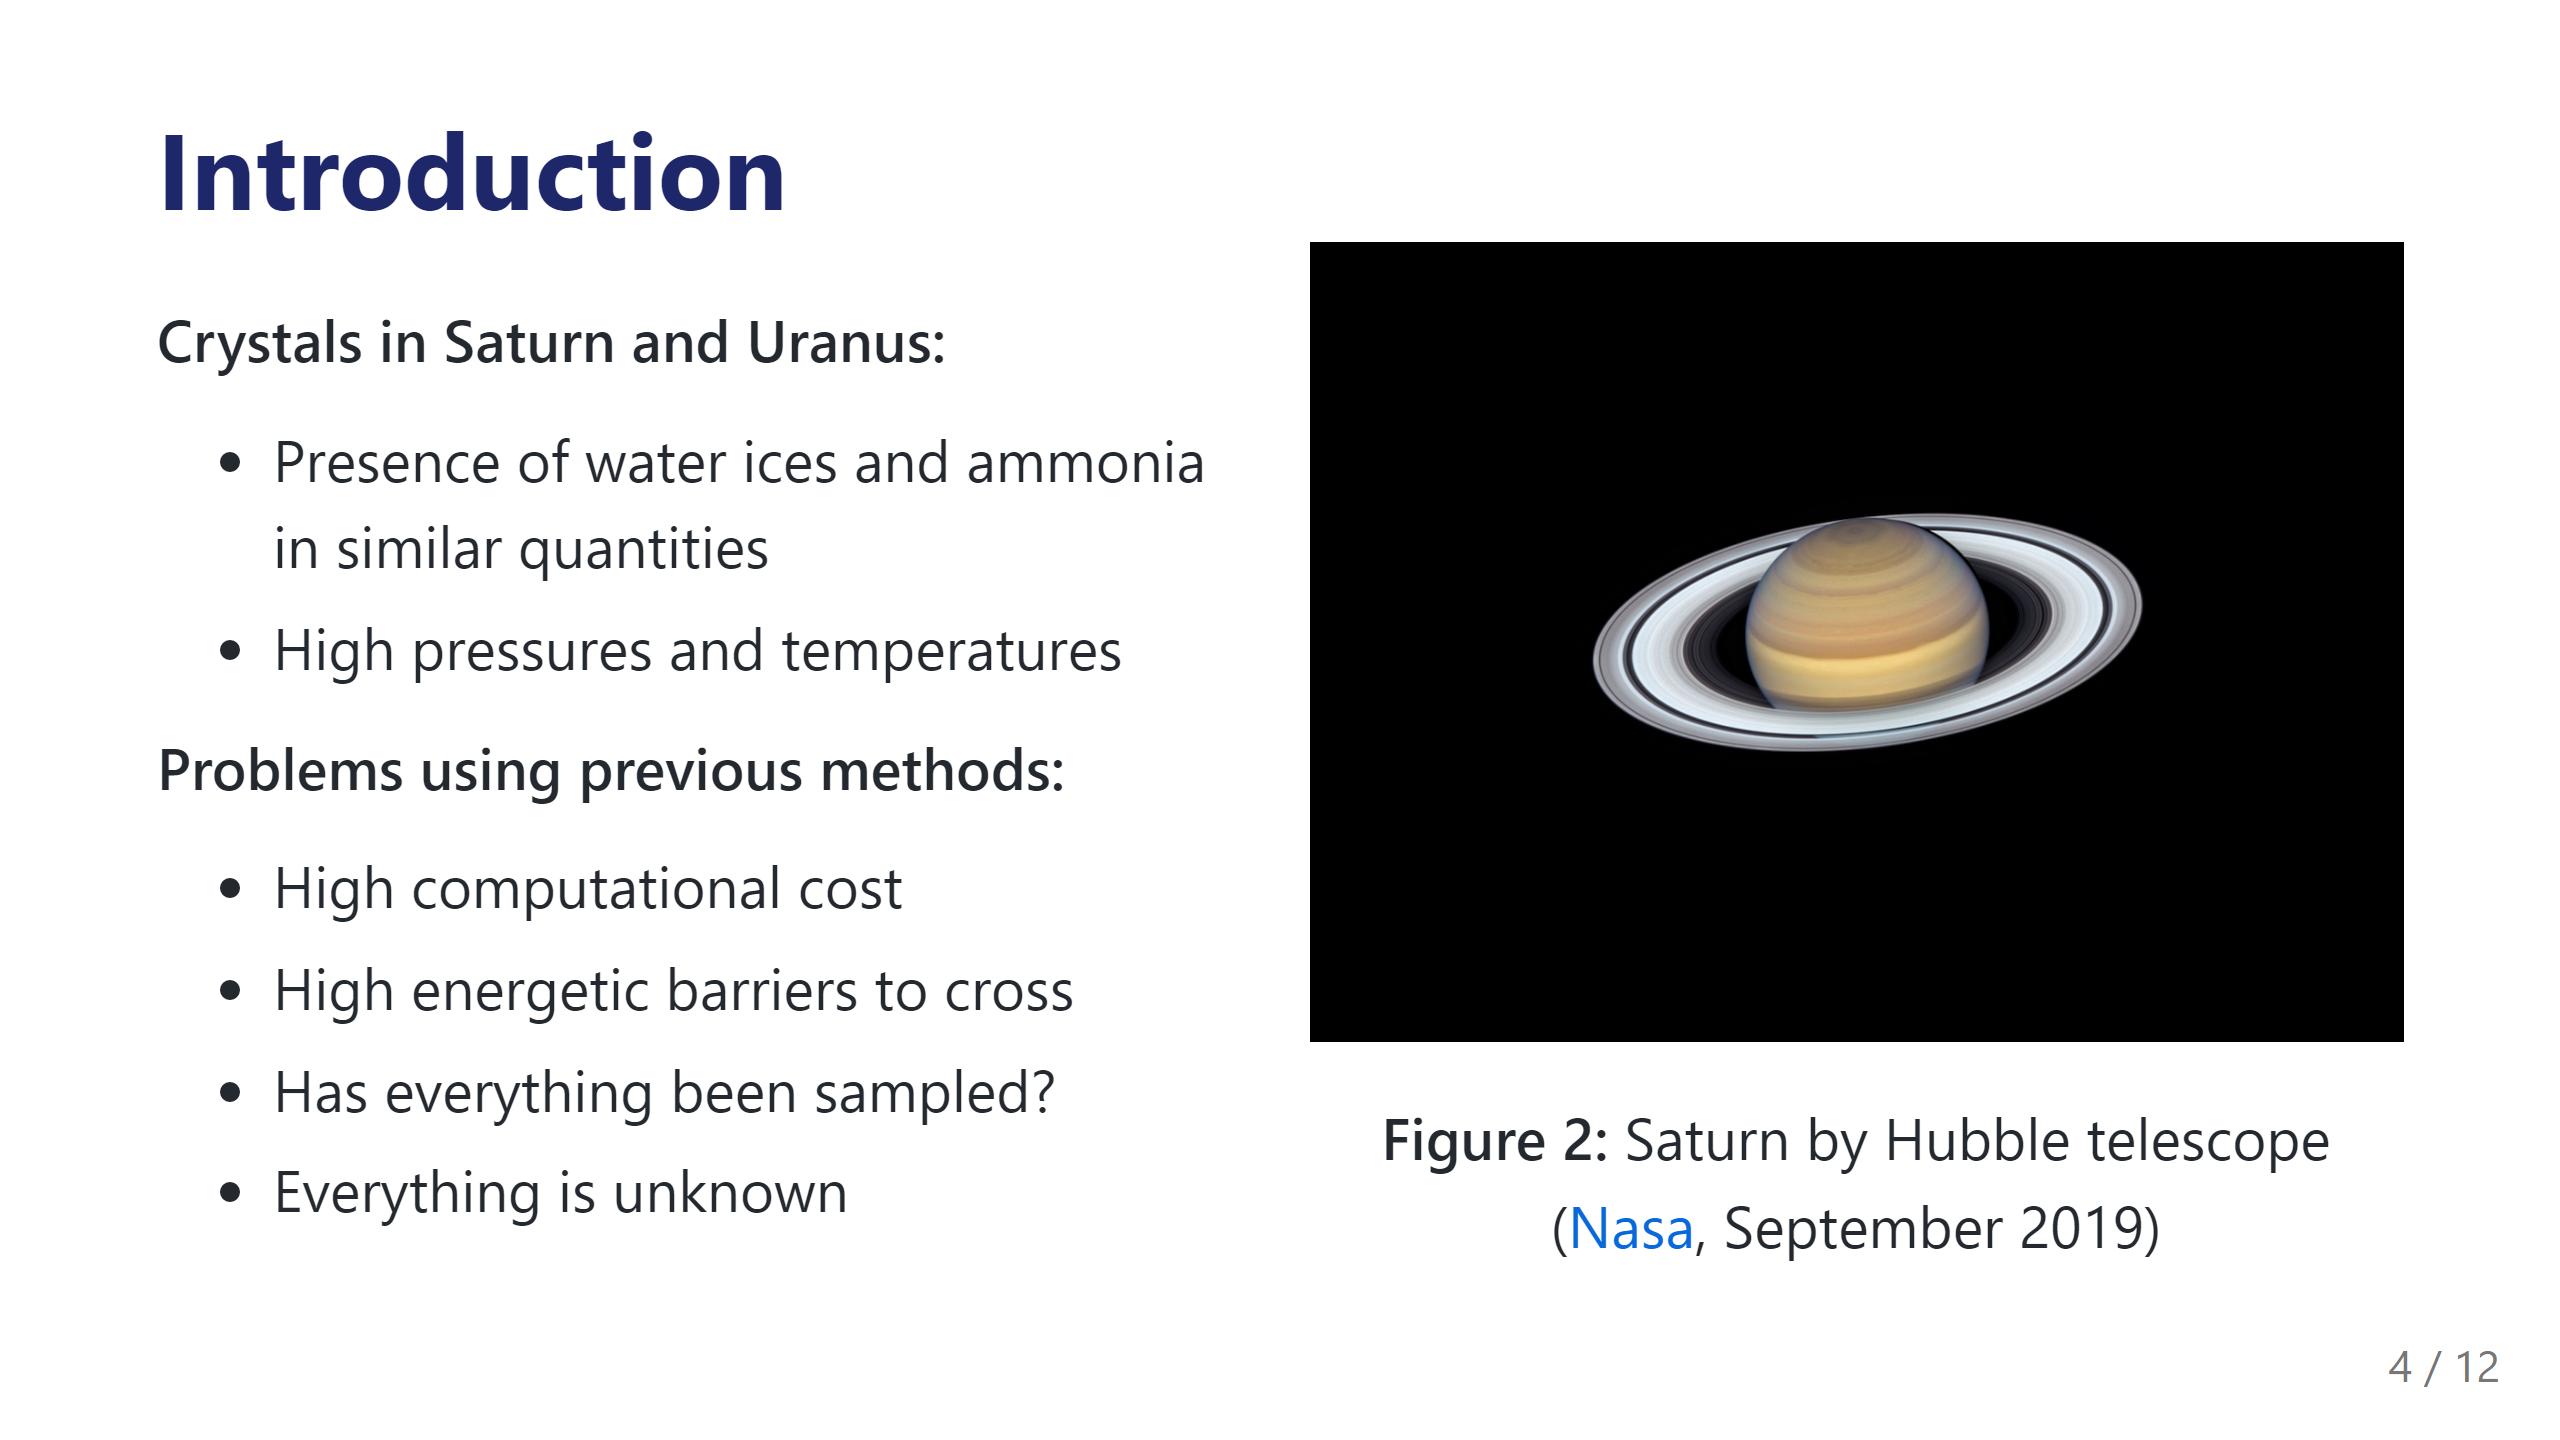 Introduction
Crystals in Saturn and Uranus:
• Presence of water ices and ammonia
in similar quantities
• High pressures and temperatures
Problems using previous methods:
• High computational cost
• High energetic barriers to cross
• Has everything been sampled?
• Everything is unknown
Figure 2: Saturn by Hubble telescope
(Nasa, September 2019)
4 / 12